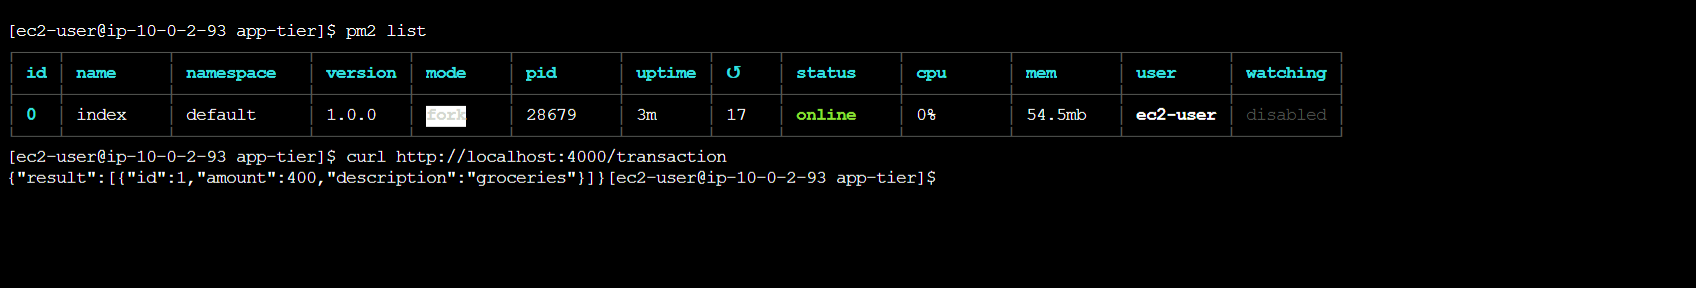 [ec2-user@ip-10-0-2-93 app-tier]$ pm2 list
id name namespace version mode pid uptime ↺ status cpu mem user watching
0 index default 1.0.0 fork 28679 3m 17 online 0% 54.5mb ec2-user disabled
[ec2-user@ip-10-0-2-93 app-tier]$ curl http://localhost:4000/transaction
{"result":[{"id":1,"amount":400,"description":"groceries"}]}[ec2-user@ip-10-0-2-93 app-tier]$